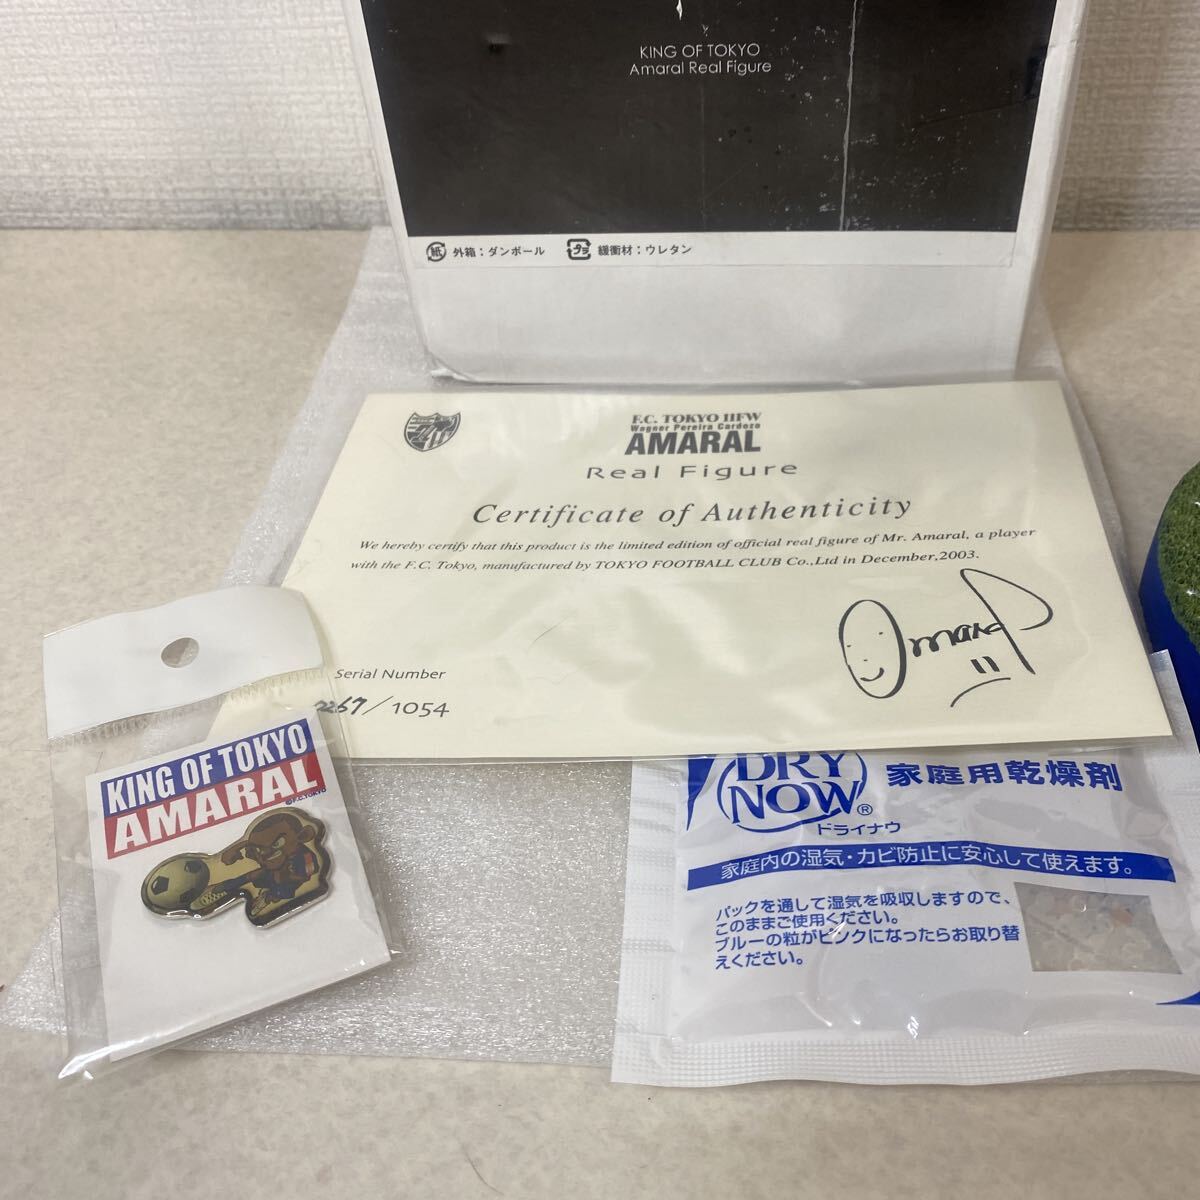 KING OF TOKYO
Amaral Real Figure
紙 外箱：ダンボール プラ 緩衝材：ウレタン
F.C. TOKYO 11FW
Wagner Pereira Cardozo
AMARAL
Real Figure
Certificate of Authenticity
We hereby certify that this product is the limited edition of official real figure of Mr. Amaral, a player
with the F.C. Tokyo, manufactured by TOKYO FOOTBALL CLUB Co.,Ltd in December,2003.
Serial Number
/1054
KING OF TOKYO
AMARAL
©F.C.TOKYO
DRY
NOW®
ドライナウ
家庭用乾燥剤
家庭内の湿気・カビ防止に安心して使えます。
パックを通して湿気を吸収しますので、
このままご使用ください。
ブルーの粒がピンクになったらお取り替
えください。